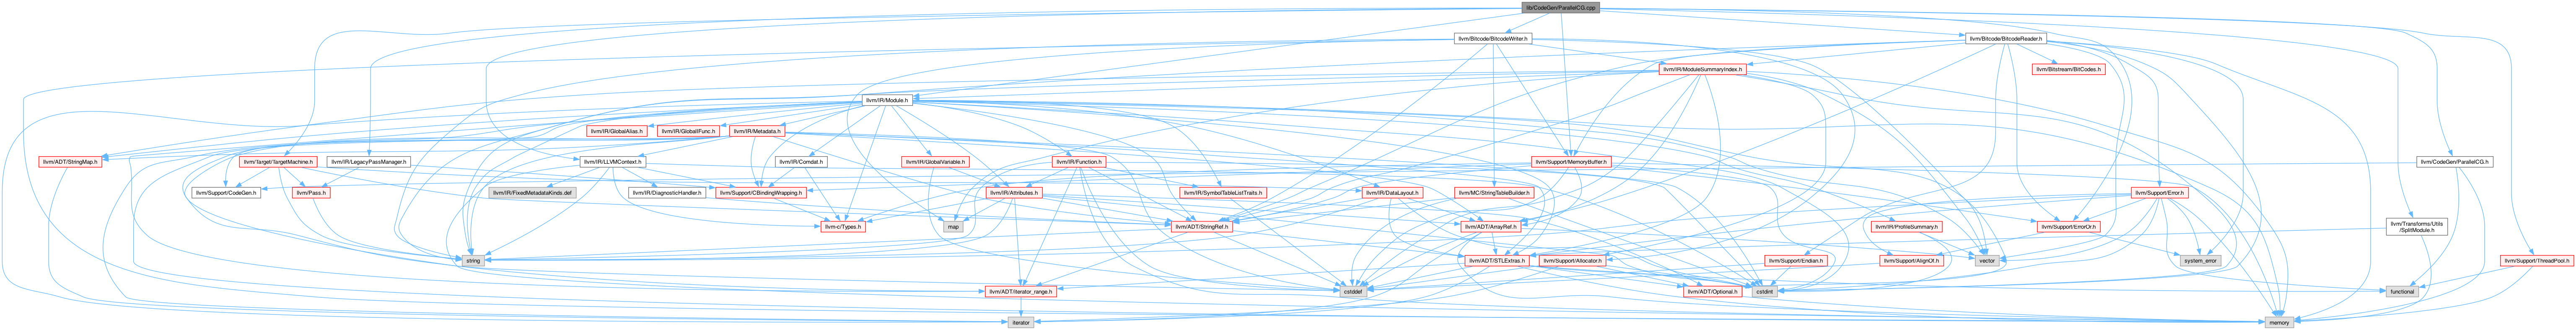 lib/CodeGen/ParallelCG.cpp
llvm/Bitcode/BitcodeWriter.h
llvm/Bitcode/BitcodeReader.h
llvm/IR/ModuleSummaryIndex.h
llvm/Bitstream/BitCodes.h
llvm/IR/Module.h
llvm/IR/GlobalAlias.h
llvm/IR/GlobalIFunc.h
llvm/IR/Metadata.h
llvm/ADT/StringMap.h
llvm/Target/TargetMachine.h
llvm/IR/LegacyPassManager.h
llvm/IR/LLVMContext.h
llvm/IR/Comdat.h
llvm/IR/GlobalVariable.h
llvm/IR/Function.h
llvm/Support/MemoryBuffer.h
llvm/CodeGen/ParallelCG.h
llvm/Support/CodeGen.h
llvm/Pass.h
llvm/IR/FixedMetadataKinds.def
llvm/IR/DiagnosticHandler.h
llvm/Support/CBindingWrapping.h
llvm/IR/Attributes.h
llvm/IR/SymbolTableListTraits.h
llvm/IR/DataLayout.h
llvm/MC/StringTableBuilder.h
llvm/Support/Error.h
llvm-c/Types.h
map
llvm/ADT/StringRef.h
llvm/ADT/ArrayRef.h
llvm/IR/ProfileSummary.h
llvm/Support/ErrorOr.h
llvm/Transforms/Utils
/SplitModule.h
string
llvm/ADT/STLExtras.h
llvm/Support/Allocator.h
llvm/Support/Endian.h
llvm/Support/AlignOf.h
vector
system_error
llvm/Support/ThreadPool.h
llvm/ADT/iterator_range.h
cstddef
llvm/ADT/Optional.h
cstdint
functional
iterator
memory